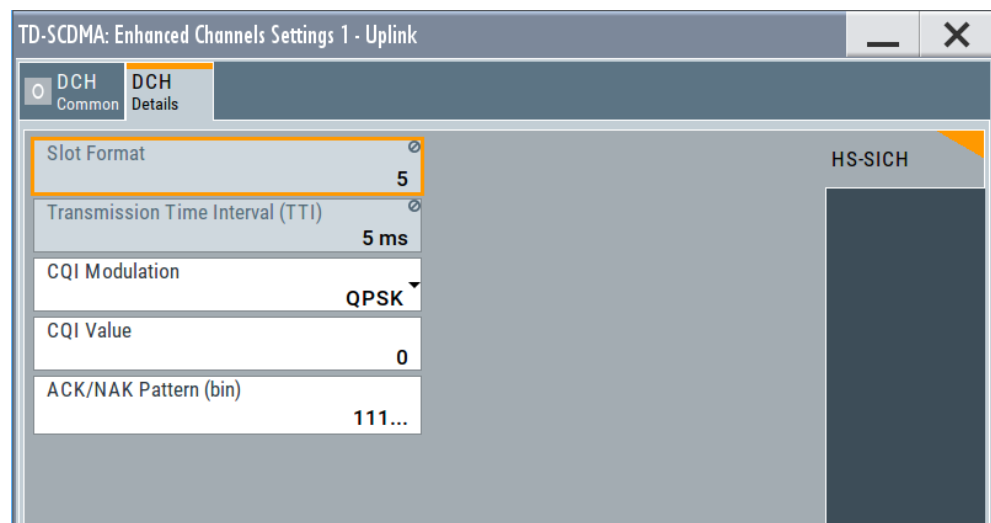 TD-SCDMA: Enhanced Channels Settings 1 - Uplink
DCH
Common
DCH
Details
Slot Format
5
HS-SICH
Transmission Time Interval (TTI)
5 ms
CQI Modulation
QPSK
CQI Value
0
ACK/NAK Pattern (bin)
111...